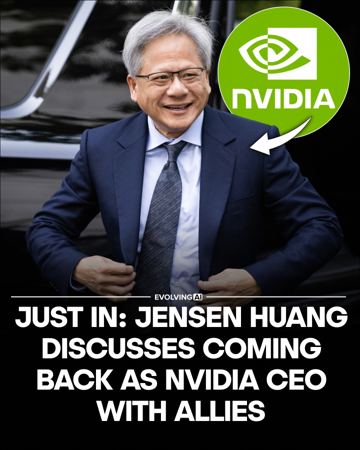 NVIDIA
EVOLVING AI
JUST IN: JENSEN HUANG
DISCUSSES COMING
BACK AS NVIDIA CEO
WITH ALLIES